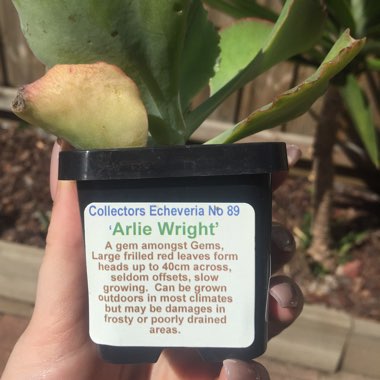 Collectors Echeveria No 89
'Arlie Wright'
A gem amongst Gems,
Large frilled red leaves form
heads up to 40cm across,
seldom offsets, slow
growing. Can be grown
outdoors in most climates
but may be damages in
frosty or poorly drained
areas.